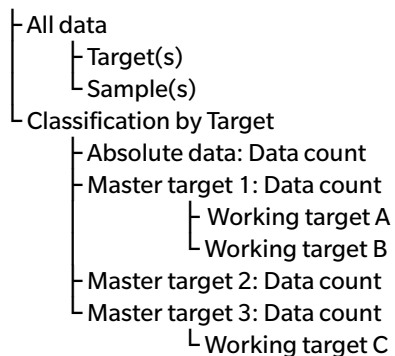 All data
Target(s)
Sample(s)
Classification by Target
Absolute data: Data count
Master target 1: Data count
Working target A
Working target B
Master target 2: Data count
Master target 3: Data count
Working target C